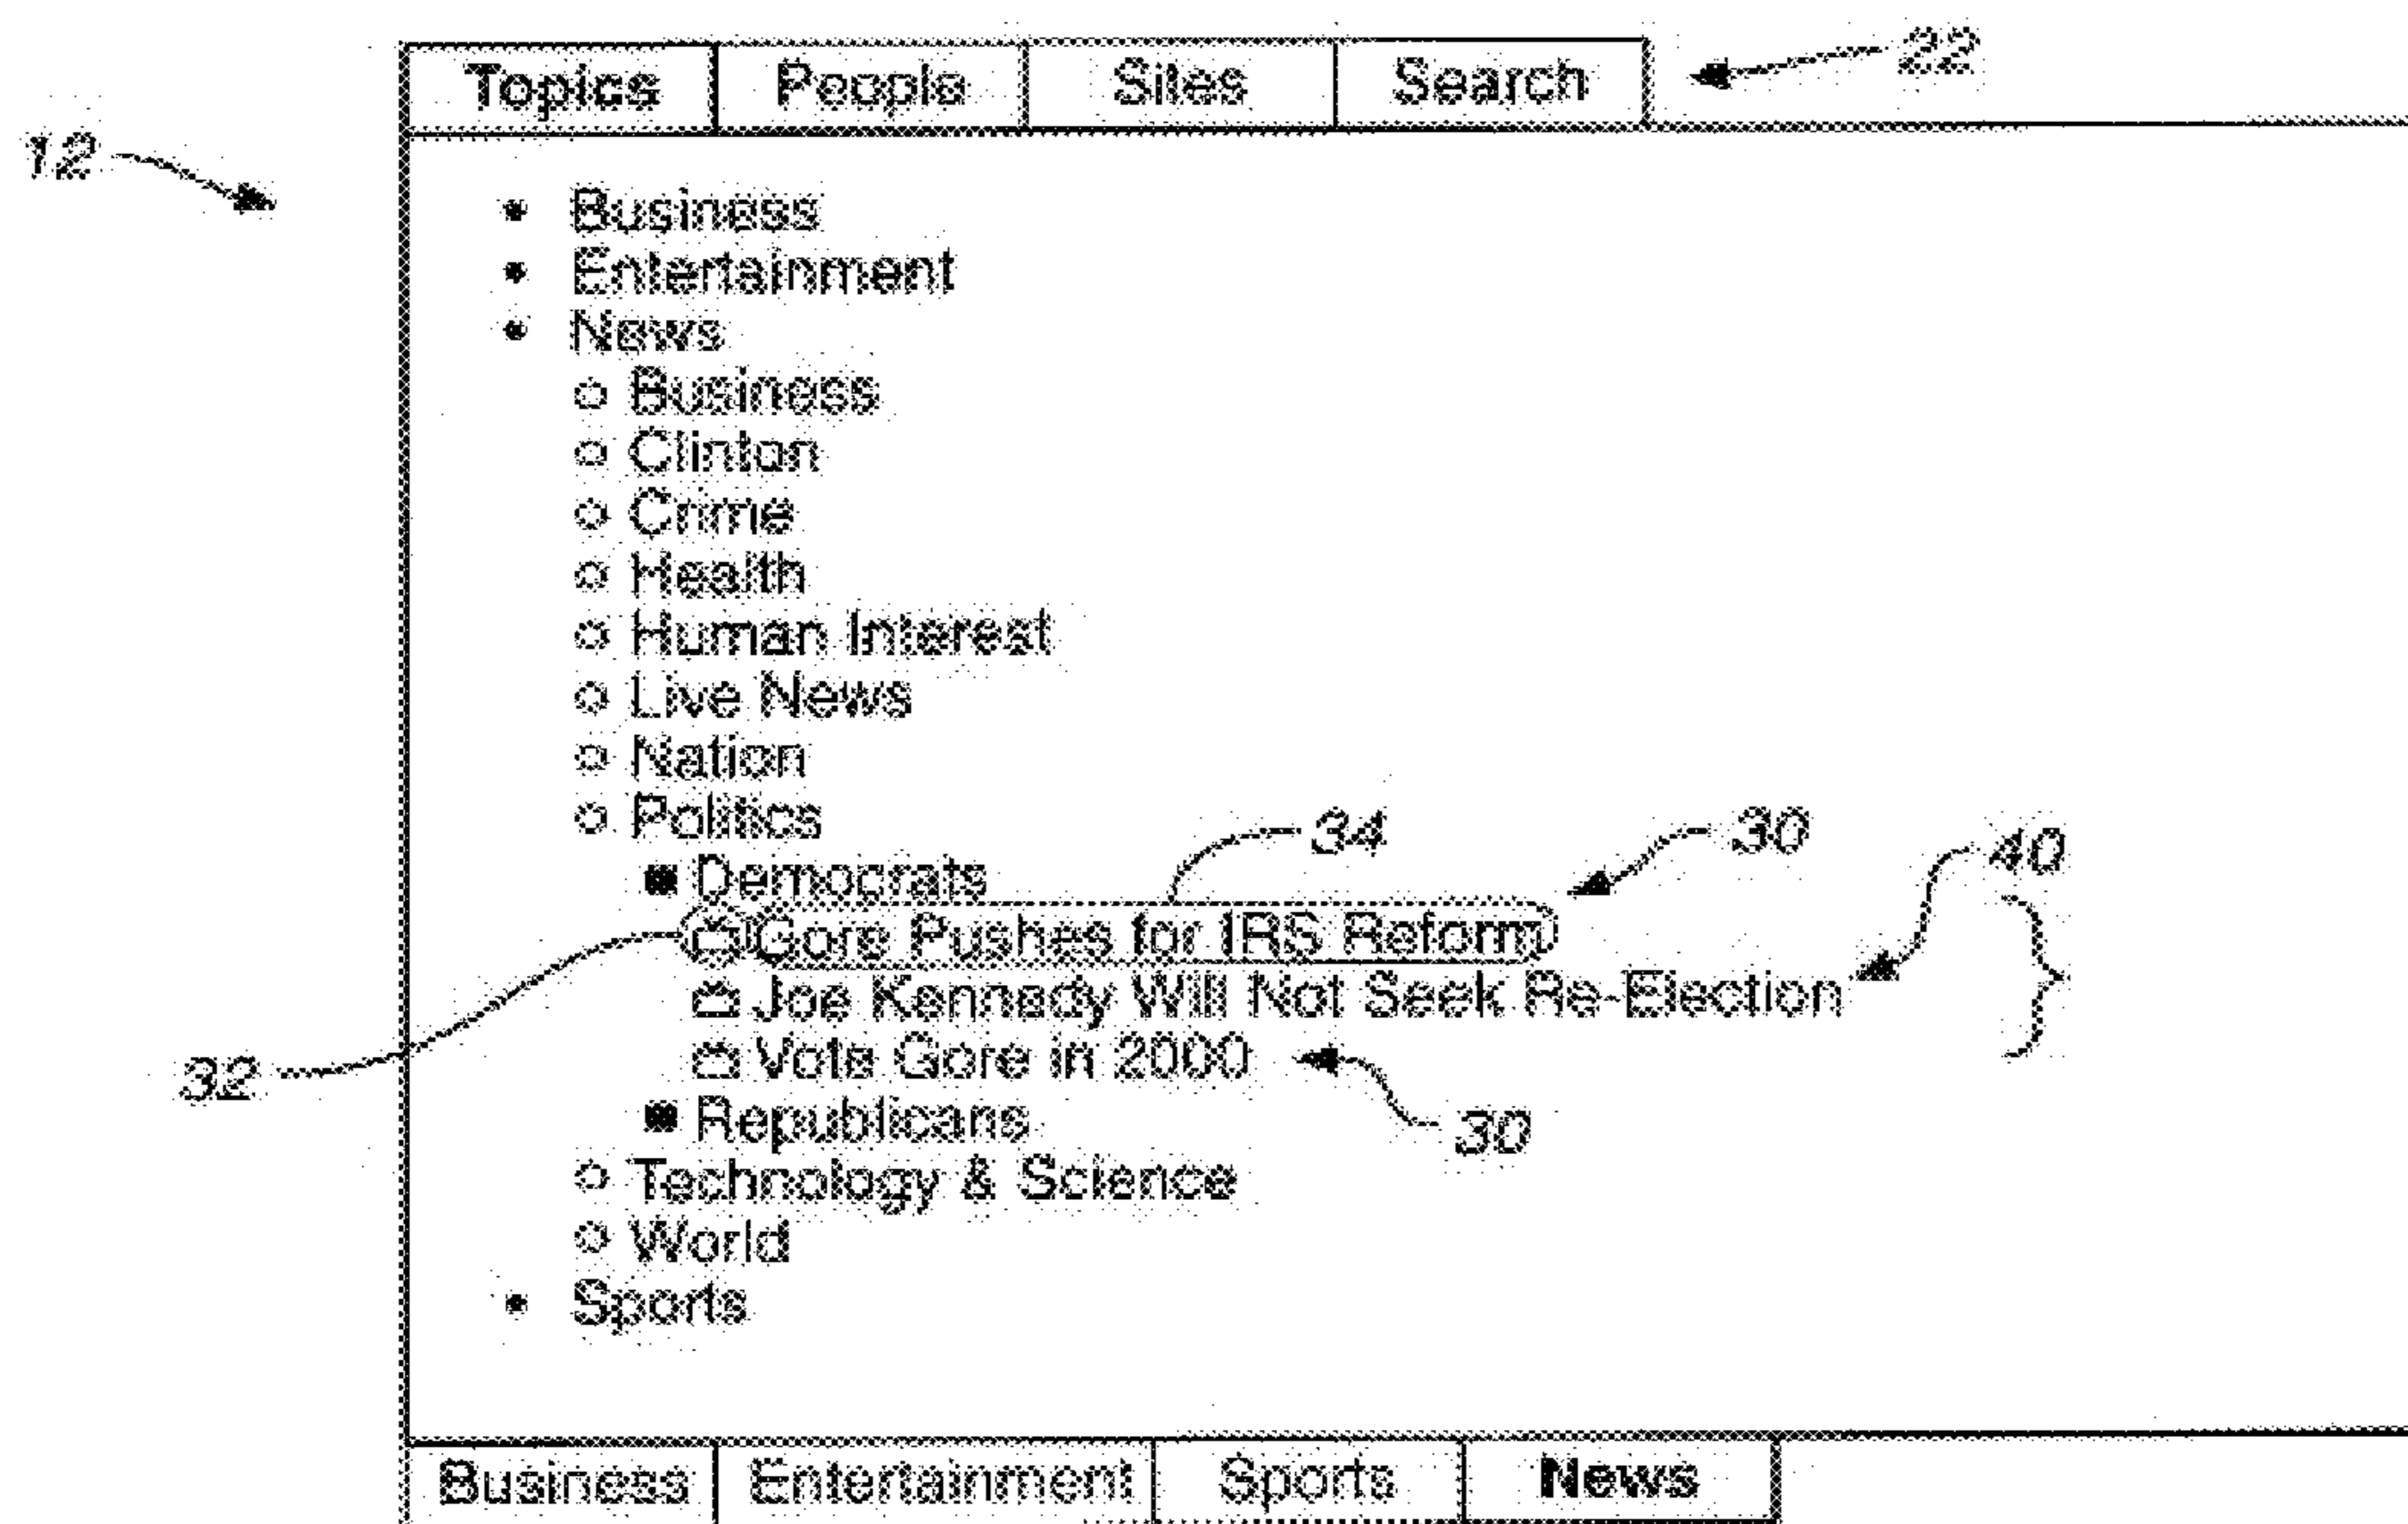 Topics People Sites Search 22
12
• Business
• Entertainment
• News
○ Business
○ Clinton
○ Crime
○ Health
○ Human Interest
○ Live News
○ Nation
○ Politics
34 30 40
■ Democrats
Gore Pushes for IRS Reform
Joe Kennedy Will Not Seek Re-Election
32
Vote Gore in 2000
30
■ Republicans
○ Technology & Science
○ World
• Sports
Business Entertainment Sports News